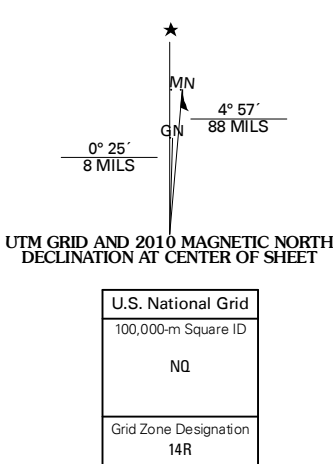 ★
MN
4° 57´
88 MILS
GN
0° 25´
8 MILS
UTM GRID AND 2010 MAGNETIC NORTH
DECLINATION AT CENTER OF SHEET
U.S. National Grid
100,000-m Square ID
NQ
Grid Zone Designation
14R